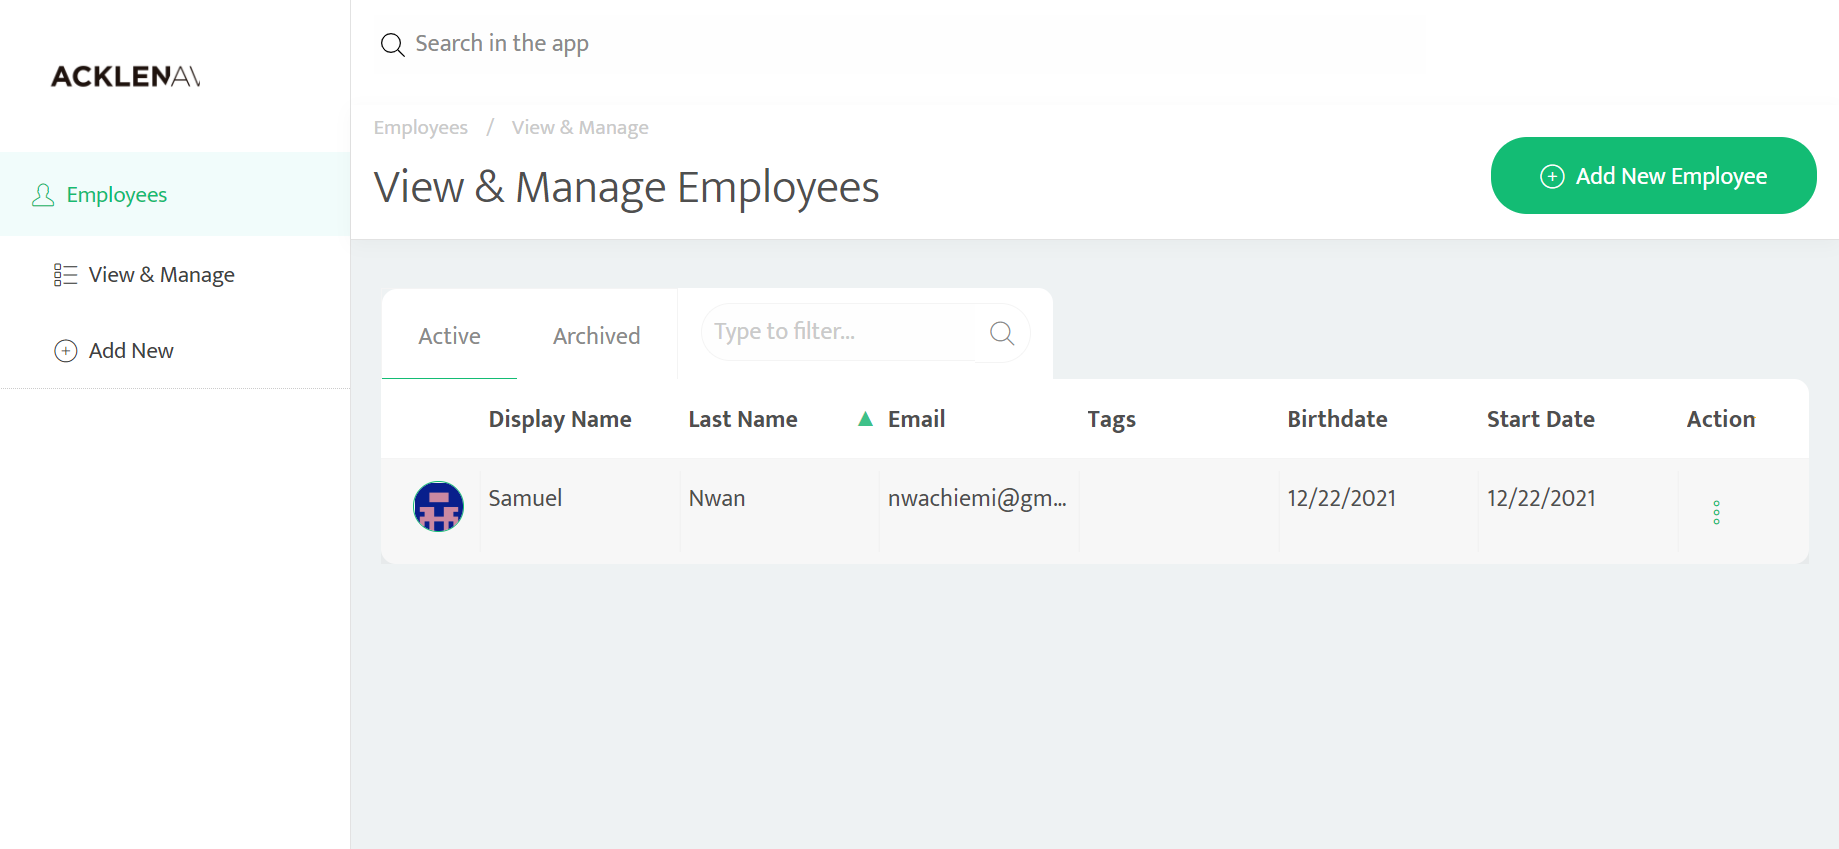 ACKLENAV
Search in the app
Employees / View & Manage
View & Manage Employees
Add New Employee
Employees
View & Manage
Add New
Active Archived Type to filter...
Display Name Last Name ▲ Email Tags Birthdate Start Date Action
Samuel Nwan nwachiemi@gm... 12/22/2021 12/22/2021